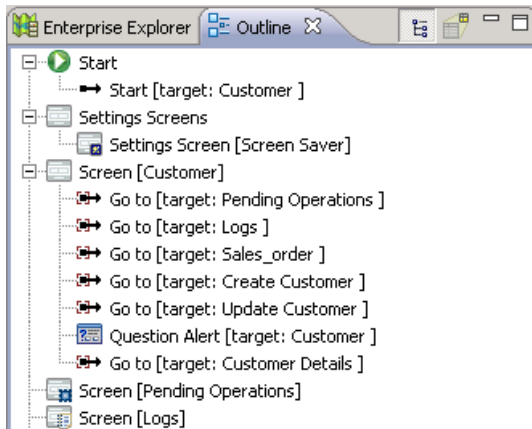 Enterprise Explorer Outline
Start
Start [target: Customer ]
Settings Screens
Settings Screen [Screen Saver]
Screen [Customer]
Go to [target: Pending Operations ]
Go to [target: Logs ]
Go to [target: Sales_order ]
Go to [target: Create Customer ]
Go to [target: Update Customer ]
Question Alert [target: Customer ]
Go to [target: Customer Details ]
Screen [Pending Operations]
Screen [Logs]